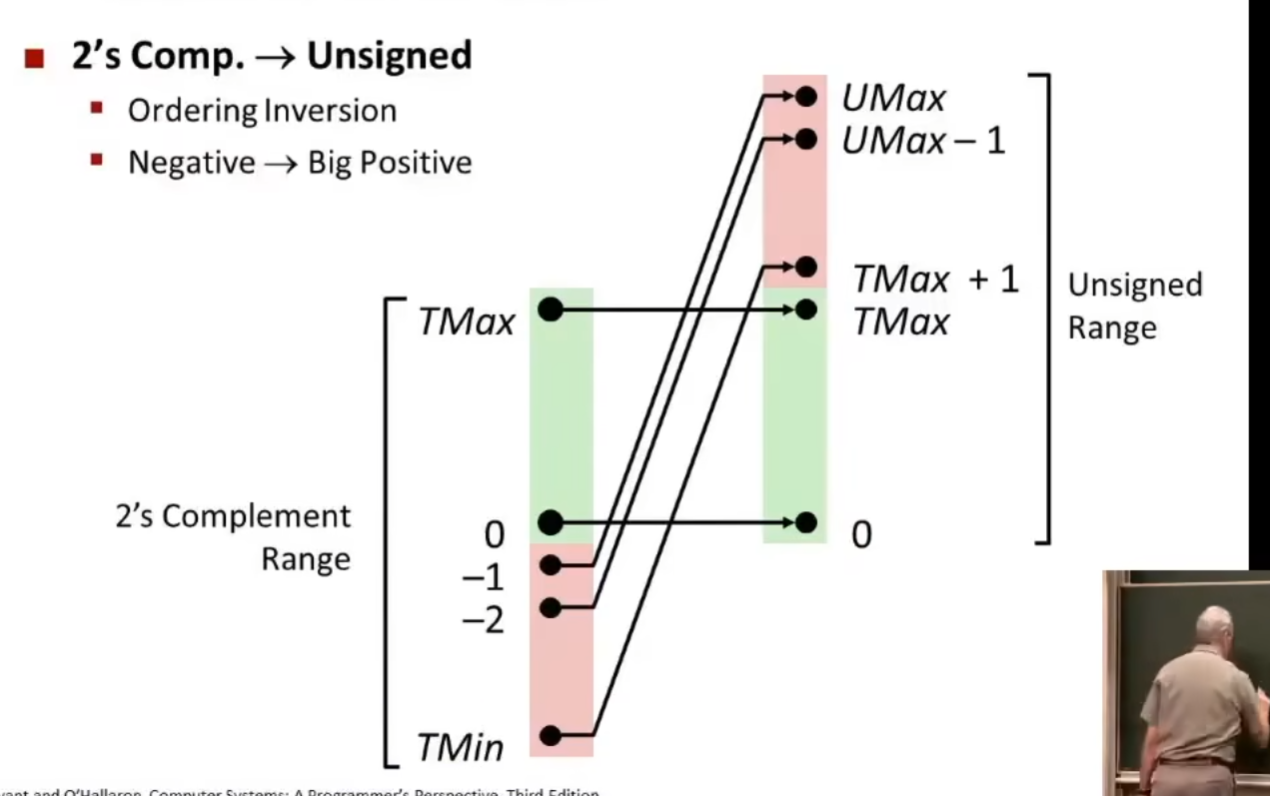 2's Comp. → Unsigned
Ordering Inversion
Negative → Big Positive
UMax
UMax – 1
TMax + 1
TMax
Unsigned
Range
TMax
2's Complement
Range
0
0
–1
–2
TMin
and O'Hallaron, Computer Systems: A Programmer's Perspective, Third Edition